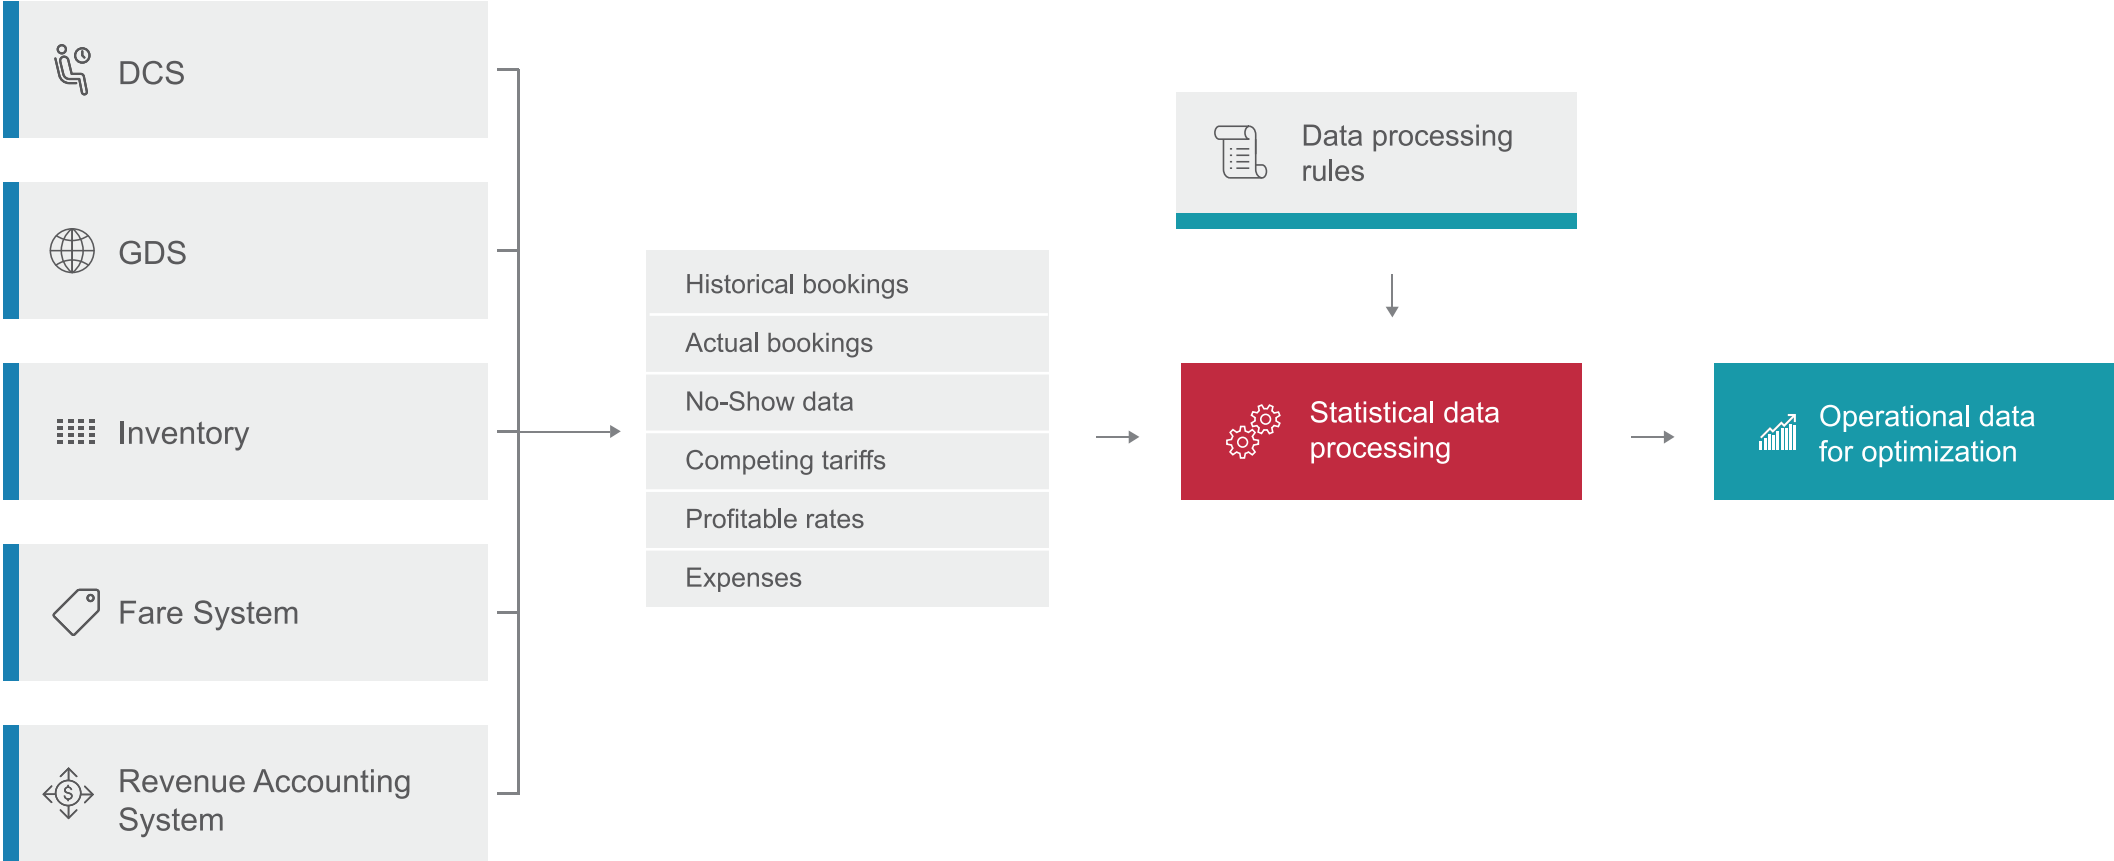 DCS
GDS
Inventory
Fare System
Revenue Accounting
System
Historical bookings
Actual bookings
No-Show data
Competing tariffs
Profitable rates
Expenses
Data processing
rules
Statistical data
processing
Operational data
for optimization